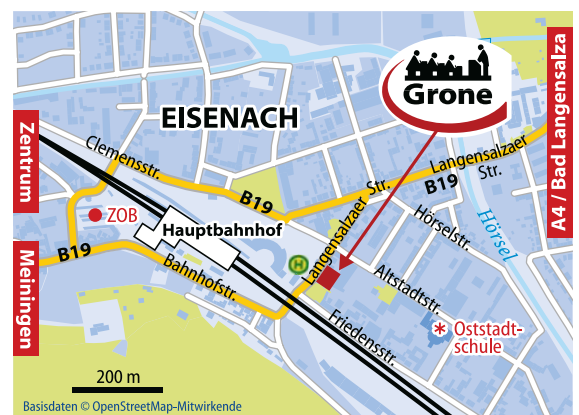 Grone
EISENACH
A4 / Bad Langensalza
Zentrum
Clemensstr.
Langensalzaer
Str.
B19
Langensalzaer
Str.
B19
ZOB
Hauptbahnhof
Hörselstr.
Hörsel
B19
Meiningen
Bahnhofstr.
H
Altstadtstr.
Friedensstr.
Oststadt-
schule
200 m
Basisdaten © OpenStreetMap-Mitwirkende